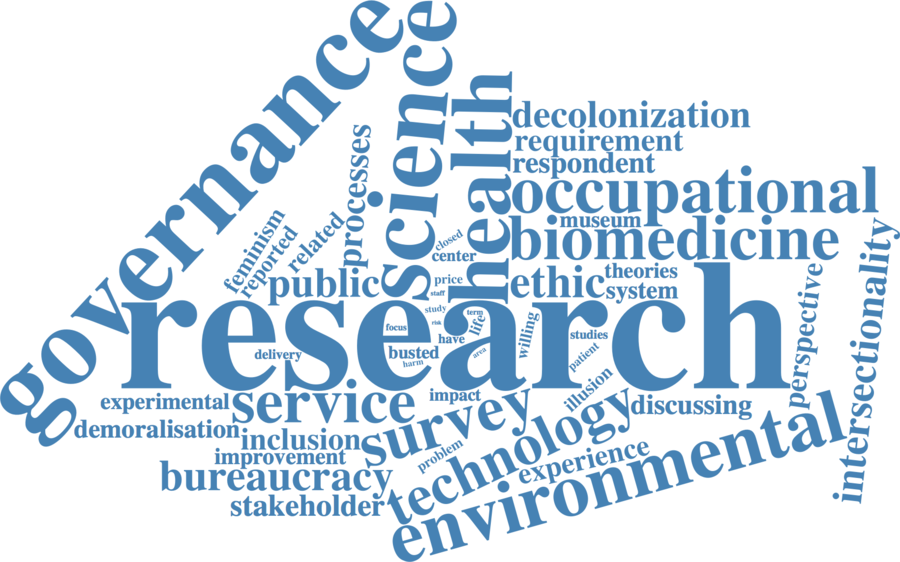 governance
science
health
decolonization
requirement
respondent
occupational
museum
biomedicine
processes
feminism
reported
related
closed
center
public
price
staff
ethic
theories
system
study
term
risk
research
focus
have
life
willing
studies
delivery
busted
harm
area
patient
perspective
intersectionality
experimental
service
impact
illusion
demoralisation
inclusion
survey
discussing
improvement
problem
technology
bureaucracy
experience
stakeholder
environmental